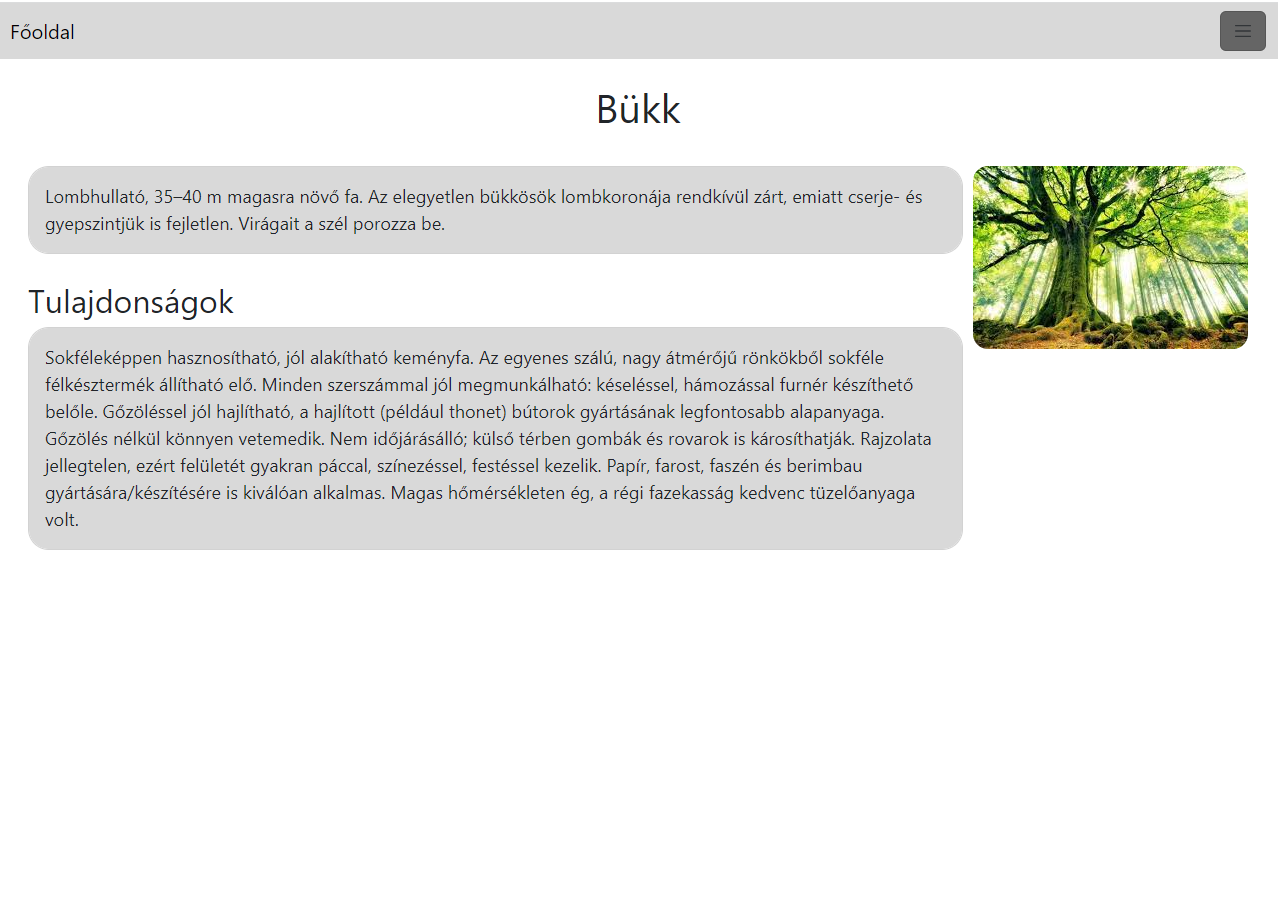 Főoldal
Bükk
Lombhullató, 35–40 m magasra növő fa. Az elegyetlen bükkösök lombkoronája rendkívül zárt, emiatt cserje- és
gyepszintjük is fejletlen. Virágait a szél porozza be.
Tulajdonságok
Sokféleképpen hasznosítható, jól alakítható keményfa. Az egyenes szálú, nagy átmérőjű rönkökből sokféle
félkésztermék állítható elő. Minden szerszámmal jól megmunkálható: késeléssel, hámozással furnér készíthető
belőle. Gőzöléssel jól hajlítható, a hajlított (például thonet) bútorok gyártásának legfontosabb alapanyaga.
Gőzölés nélkül könnyen vetemedik. Nem időjárásálló; külső térben gombák és rovarok is károsíthatják. Rajzolata
jellegtelen, ezért felületét gyakran páccal, színezéssel, festéssel kezelik. Papír, farost, faszén és berimbau
gyártására/készítésére is kiválóan alkalmas. Magas hőmérsékleten ég, a régi fazekasság kedvenc tüzelőanyaga
volt.